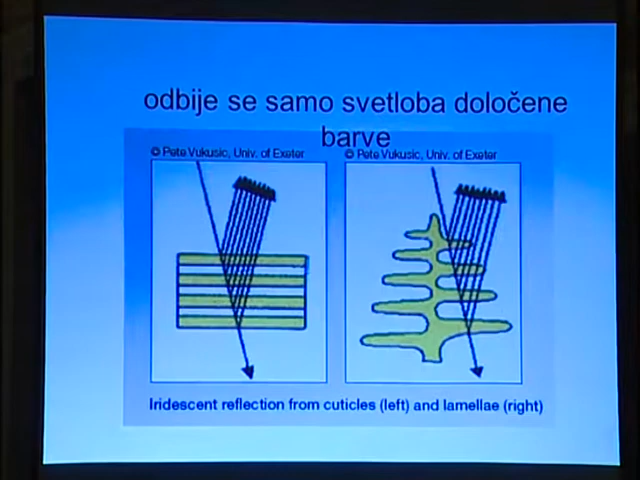 odbije se samo svetloba določene
barve
© Pete Vukusic, Univ. of Exeter
© Pete Vukusic, Univ. of Exeter
Iridescent reflection from cuticles (left) and lamellae (right)